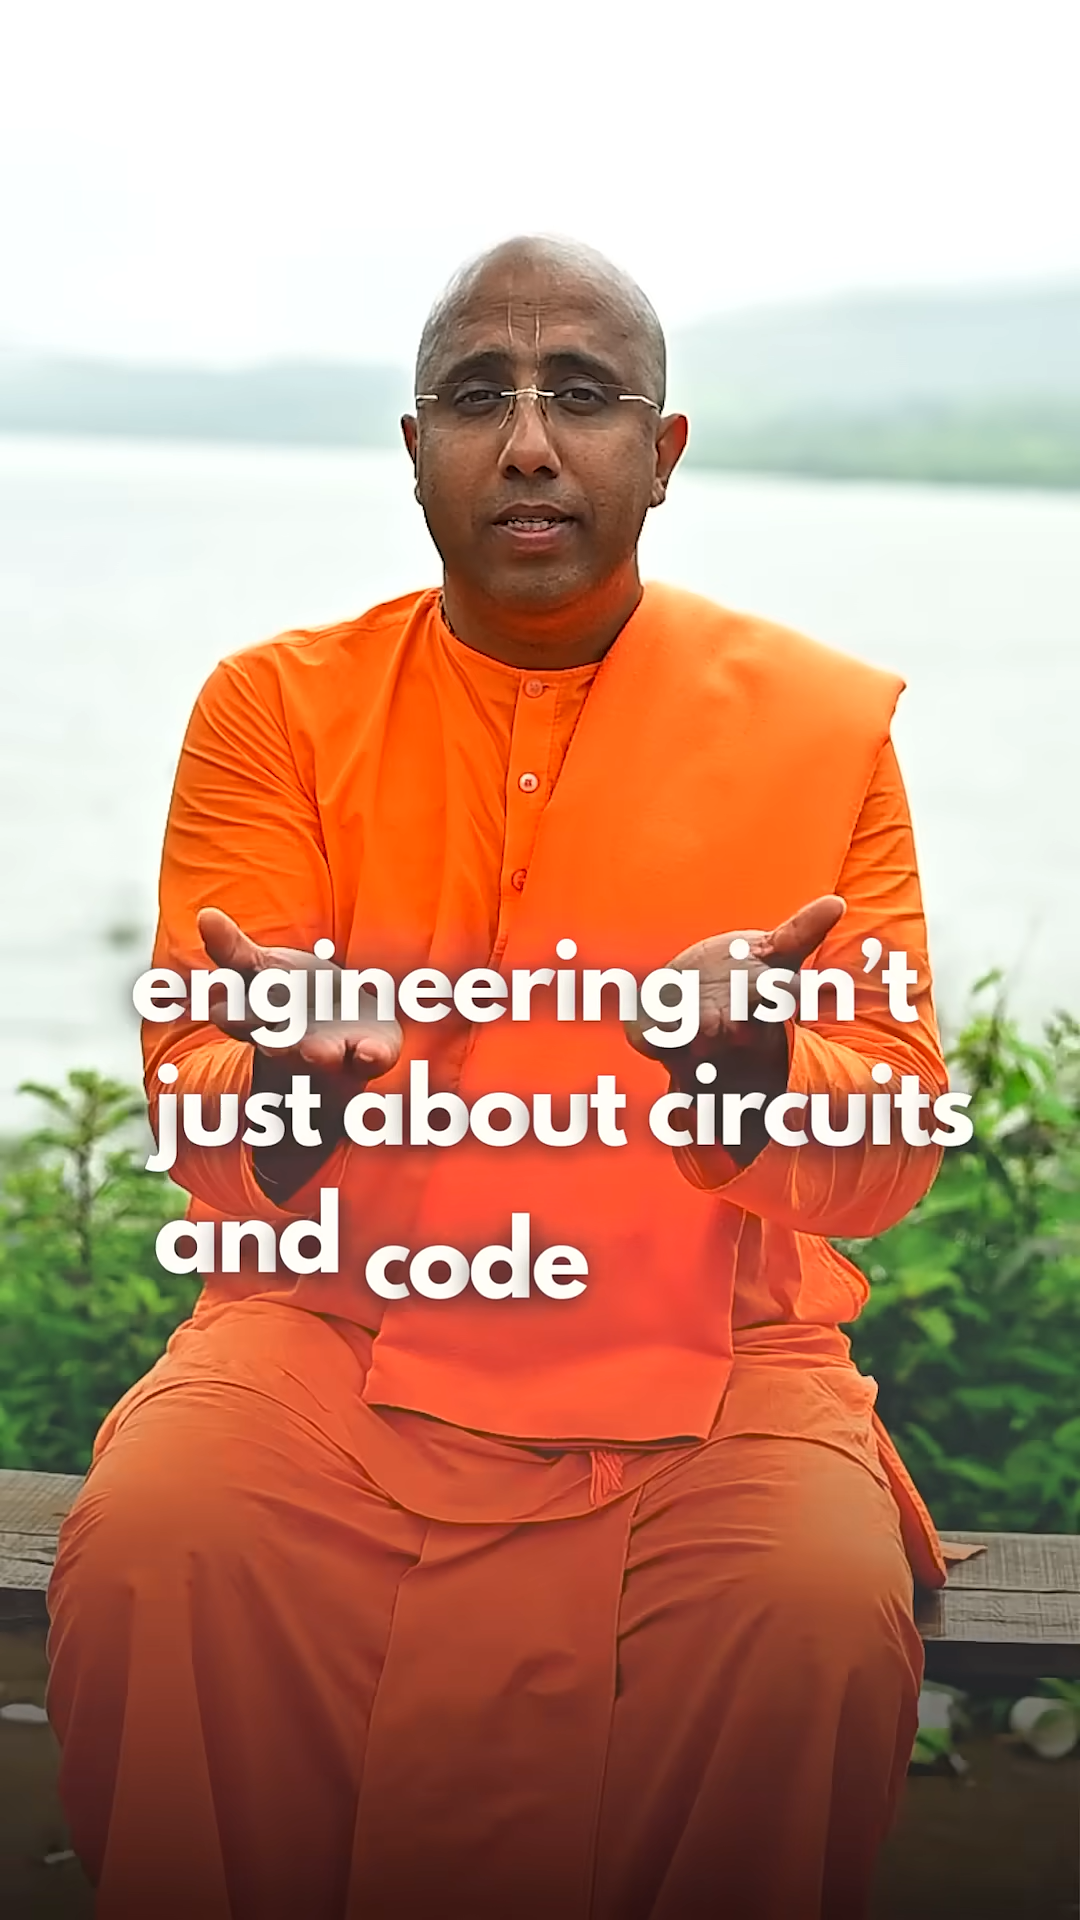 engineering isn’t
just about circuits
and code